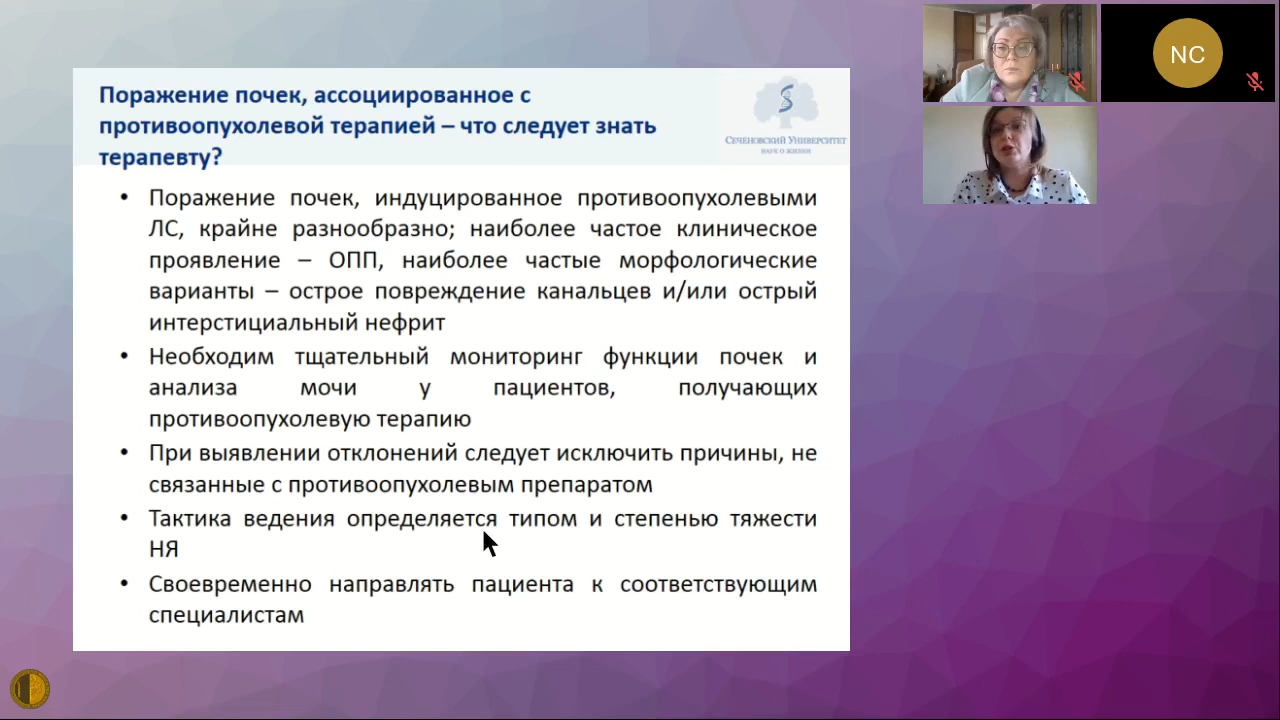 Поражение почек, ассоциированное с
противоопухолевой терапией – что следует знать
терапевту?
СЕЧЕНОВСКИЙ УНИВЕРСИТЕТ
НАУК О ЖИЗНИ
• Поражение почек, индуцированное противоопухолевыми
ЛС, крайне разнообразно; наиболее частое клиническое
проявление – ОПП, наиболее частые морфологические
варианты – острое повреждение канальцев и/или острый
интерстициальный нефрит
• Необходим тщательный мониторинг функции почек и
анализа мочи у пациентов, получающих
противоопухолевую терапию
• При выявлении отклонений следует исключить причины, не
связанные с противоопухолевым препаратом
• Тактика ведения определяется типом и степенью тяжести
НЯ
• Своевременно направлять пациента к соответствующим
специалистам
NC